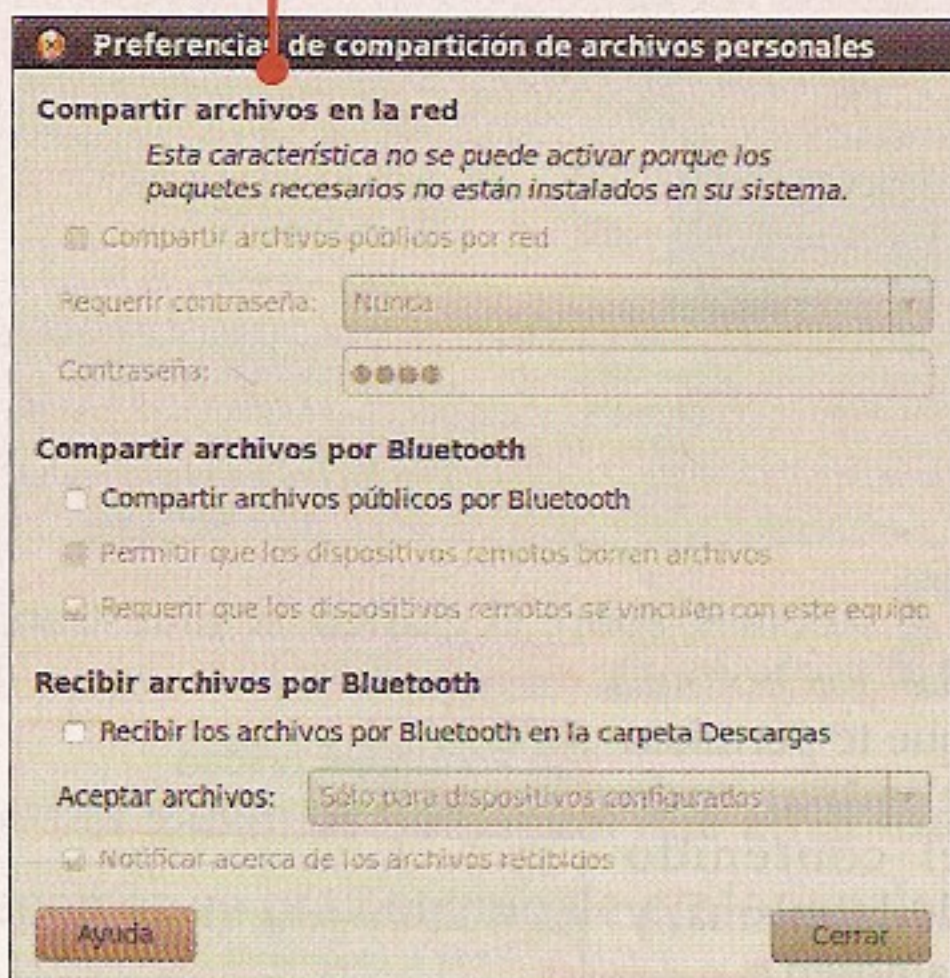 Preferencias de compartición de archivos personales
Compartir archivos en la red
Esta característica no se puede activar porque los
paquetes necesarios no están instalados en su sistema.
Compartir archivos públicos por red
Requerir contraseña: Nunca
Contraseña:
Compartir archivos por Bluetooth
Compartir archivos públicos por Bluetooth
Permitir que los dispositivos remotos borren archivos
Requerir que los dispositivos remotos se vinculen con este equipo
Recibir archivos por Bluetooth
Recibir los archivos por Bluetooth en la carpeta Descargas
Aceptar archivos: Sólo para dispositivos configurados
Notificar acerca de los archivos recibidos
Ayuda Cerrar